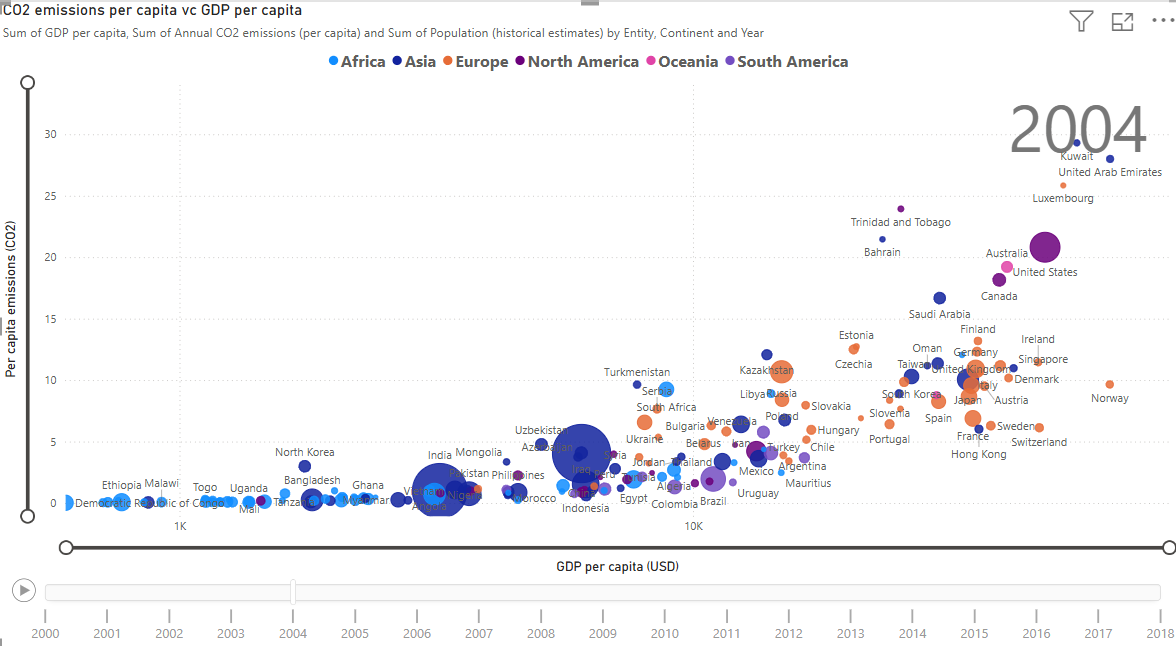 CO2 emissions per capita vc GDP per capita
Sum of GDP per capita, Sum of Annual CO2 emissions (per capita) and Sum of Population (historical estimates) by Entity, Continent and Year
Africa Asia Europe North America Oceania South America
2004
30
Kuwait
United Arab Emirates
25
Luxembourg
Trinidad and Tobago
Bahrain
20
Australia
United States
Canada
15
Saudi Arabia
Finland
Estonia
Ireland
Oman
Germany
Czechia
Singapore
Taiwan
United Kingdom
Turkmenistan
Kazakhstan
10
Denmark
Italy
Serbia
Libya
Russia
South Korea
Norway
Japan
Austria
South Africa
Slovakia
Slovenia
Poland
Spain
Venezuela
Bulgaria
Uzbekistan
Hungary
Sweden
Portugal
France
Ukraine
Belarus
Iran
Switzerland
5
Azerbaijan
Turkey
Chile
North Korea
India
Mongolia
Syria
Hong Kong
Jordan
Thailand
Argentina
Iraq
Peru
Mexico
Pakistan
Philippines
Bangladesh
Mauritius
Ethiopia
Malawi
Togo
Uganda
Ghana
Vietnam
Nigeria
China
Tunisia
Algeria
Uruguay
Morocco
Egypt
0
Democratic Republic of Congo
Mali
Tanzania
Myanmar
Angola
Indonesia
Colombia
Brazil
1K
10K
Per capita emissions (CO2)
GDP per capita (USD)
2000 2001 2002 2003 2004 2005 2006 2007 2008 2009 2010 2011 2012 2013 2014 2015 2016 2017 2018